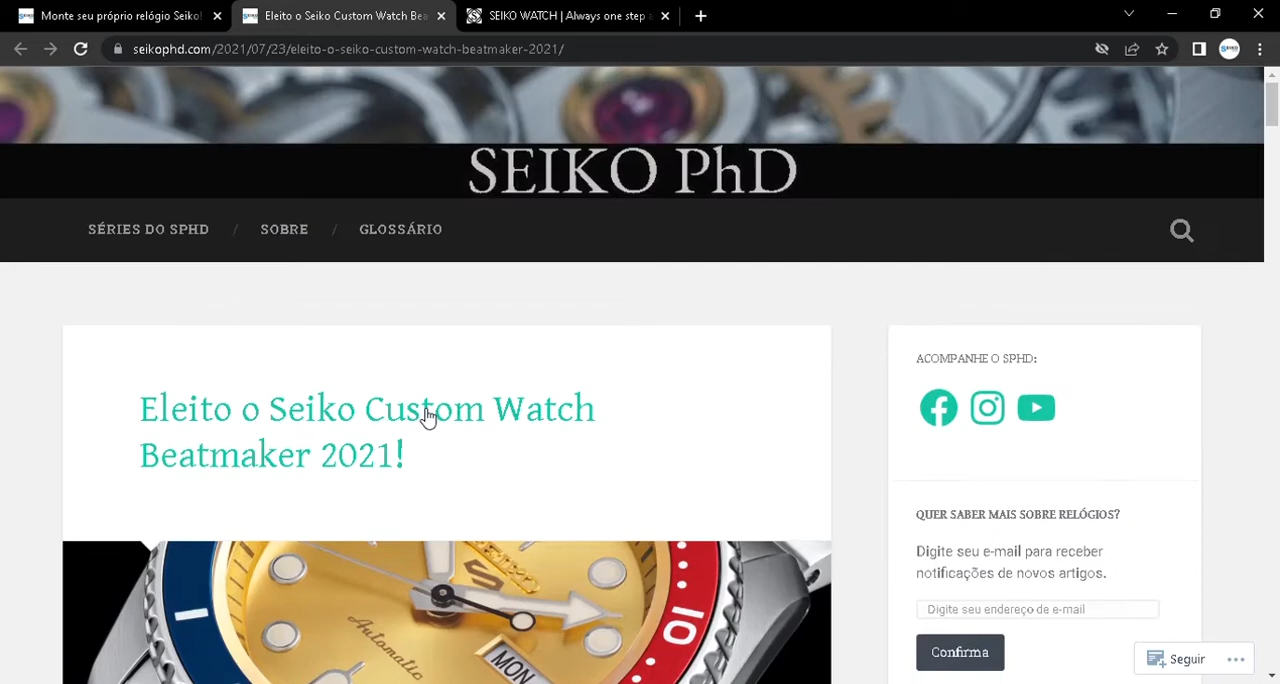 Monte seu próprio relógio Seiko!
Eleito o Seiko Custom Watch Bea
SEIKO WATCH | Always one step a
seikophd.com/2021/07/23/eleito-o-seiko-custom-watch-beatmaker-2021/
SEIKO PhD
SÉRIES DO SPHD / SOBRE / GLOSSÁRIO
Eleito o Seiko Custom Watch
Beatmaker 2021!
ACOMPANHE O SPHD:
QUER SABER MAIS SOBRE RELÓGIOS?
Digite seu e-mail para receber
notificações de novos artigos.
Digite seu endereço de e-mail
Confirma
Seguir
Automatic
MON
10